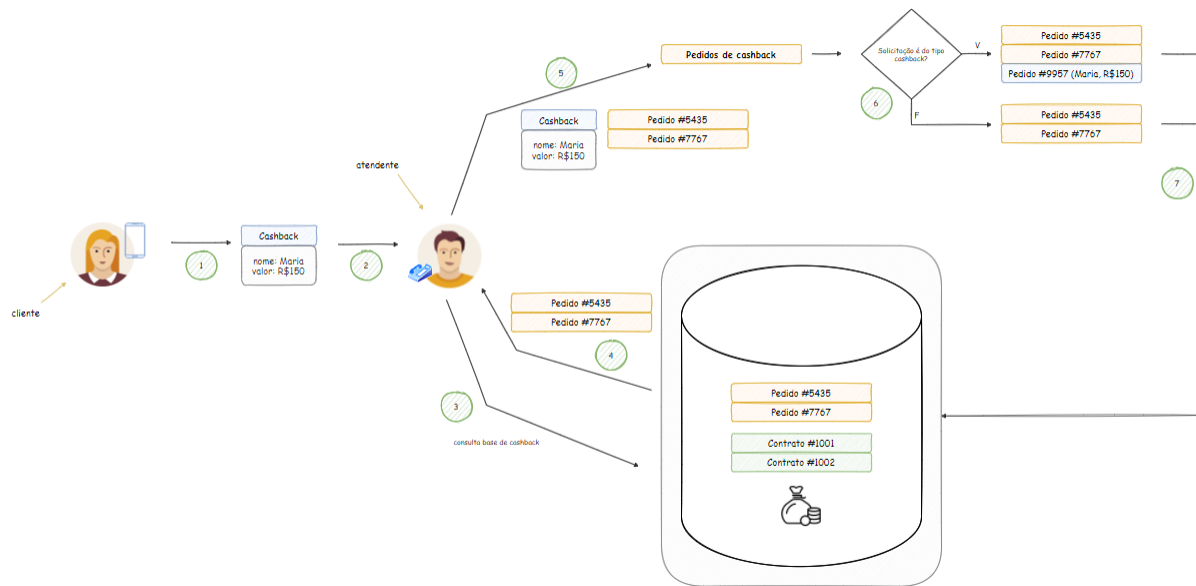 Pedidos de cashback
Solicitação é do tipo
cashback?
V
F
Pedido #5435
Pedido #7767
Pedido #9957 (Maria, R$150)
Pedido #5435
Pedido #7767
5
6
7
Cashback
nome: Maria
valor: R$150
Pedido #5435
Pedido #7767
atendente
cliente
1
Cashback
nome: Maria
valor: R$150
2
Pedido #5435
Pedido #7767
4
3
consulta base de cashback
Pedido #5435
Pedido #7767
Contrato #1001
Contrato #1002